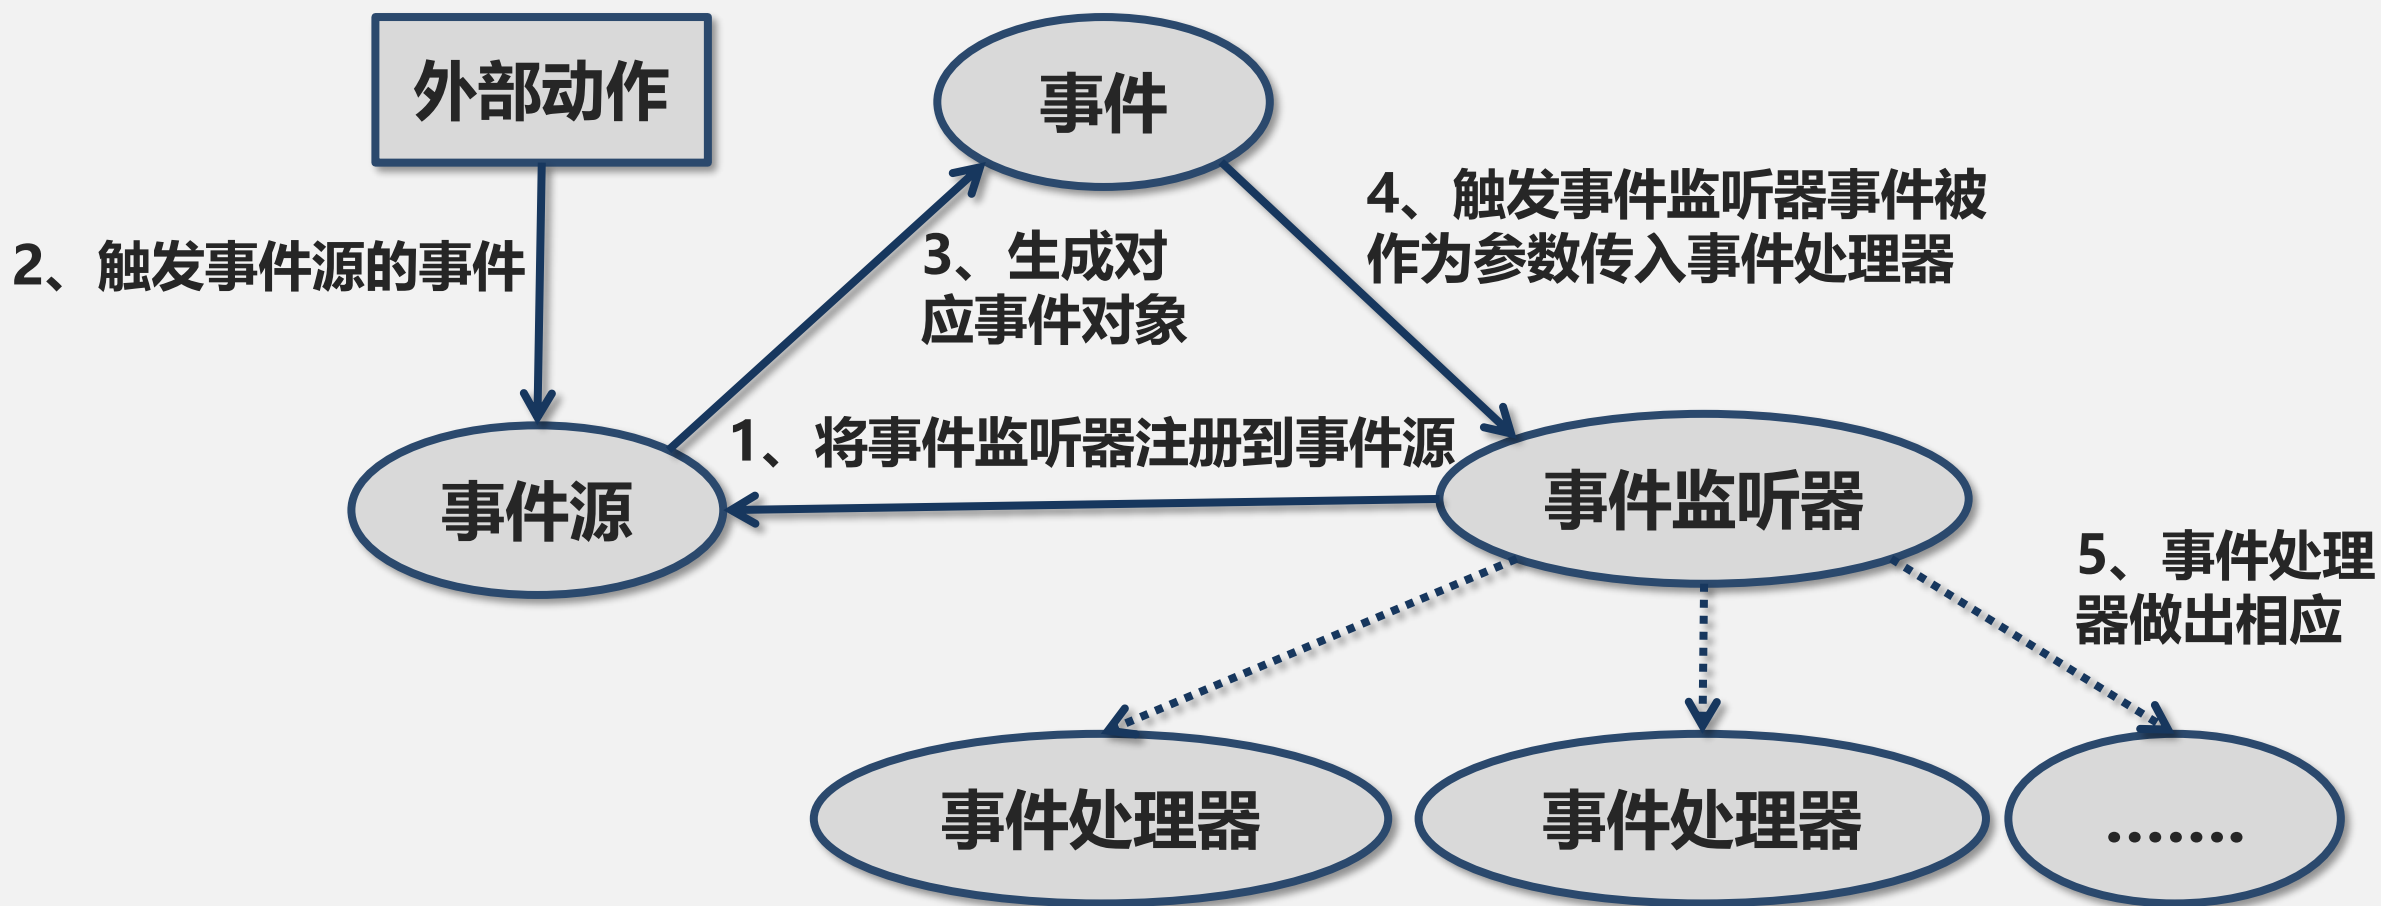 外部动作
事件
4、触发事件监听器事件被
作为参数传入事件处理器
2、触发事件源的事件
3、生成对
应事件对象
1、将事件监听器注册到事件源
事件源
事件监听器
5、事件处理
器做出相应
事件处理器
事件处理器
.......